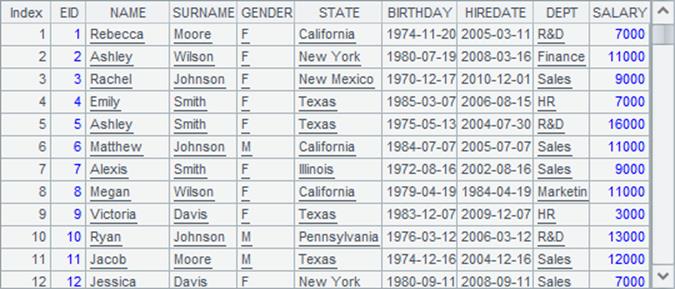 Index EID NAME SURNAME GENDER STATE BIRTHDAY HIREDATE DEPT SALARY
1 1 Rebecca Moore F California 1974-11-20 2005-03-11 R&D 7000
2 2 Ashley Wilson F New York 1980-07-19 2008-03-16 Finance 11000
3 3 Rachel Johnson F New Mexico 1970-12-17 2010-12-01 Sales 9000
4 4 Emily Smith F Texas 1985-03-07 2006-08-15 HR 7000
5 5 Ashley Smith F Texas 1975-05-13 2004-07-30 R&D 16000
6 6 Matthew Johnson M California 1984-07-07 2005-07-07 Sales 11000
7 7 Alexis Smith F Illinois 1972-08-16 2002-08-16 Sales 9000
8 8 Megan Wilson F California 1979-04-19 1984-04-19 Marketin 11000
9 9 Victoria Davis F Texas 1983-12-07 2009-12-07 HR 3000
10 10 Ryan Johnson M Pennsylvania 1976-03-12 2006-03-12 R&D 13000
11 11 Jacob Moore M Texas 1974-12-16 2004-12-16 Sales 12000
12 12 Jessica Davis F New York 1980-09-11 2008-09-11 Sales 7000